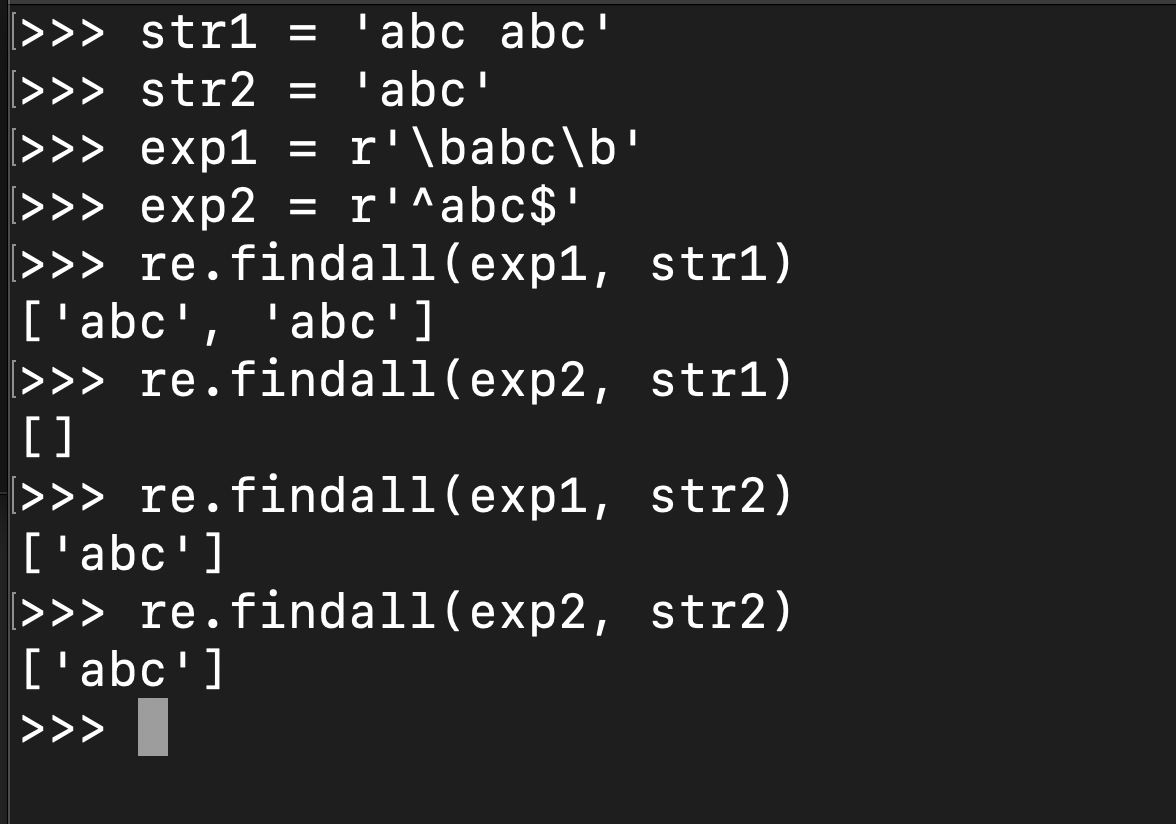 >>> str1 = 'abc abc'
>>> str2 = 'abc'
>>> exp1 = r'\babc\b'
>>> exp2 = r'^abc$'
>>> re.findall(exp1, str1)
['abc', 'abc']
>>> re.findall(exp2, str1)
[]
>>> re.findall(exp1, str2)
['abc']
>>> re.findall(exp2, str2)
['abc']
>>>